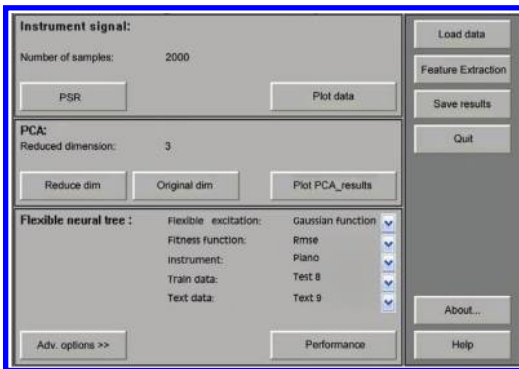 Instrument signal:
Number of samples: 2000
PSR Plot data
PCA:
Reduced dimension: 3
Reduce dim Original dim Plot PCA_results
Flexible neural tree : Flexible excitation: Gaussian function
Fitness function: Rmse
Instrument: Piano
Train data: Test 8
Text data: Text 9
Adv. options >> Performance
Load data
Feature Extraction
Save results
Quit
About...
Help